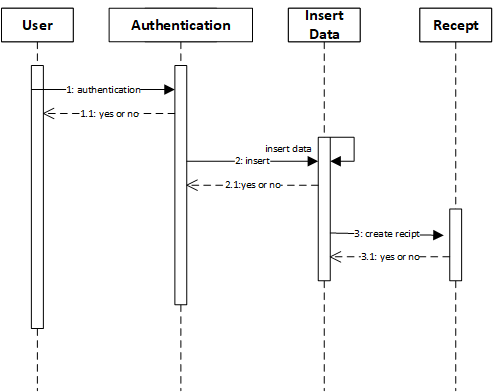 User
Authentication
Insert
Data
Recept
1: authentication
1.1: yes or no
insert data
2: insert
2.1:yes or no
3: create recipt
3.1: yes or no